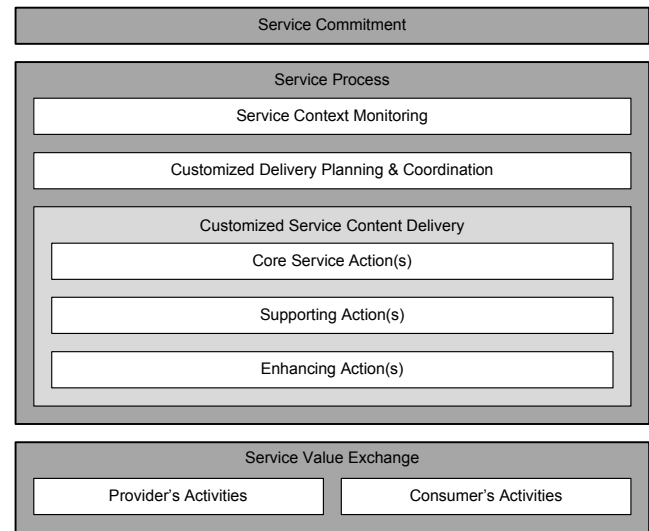 Service Commitment
Service Process
Service Context Monitoring
Customized Delivery Planning & Coordination
Customized Service Content Delivery
Core Service Action(s)
Supporting Action(s)
Enhancing Action(s)
Service Value Exchange
Provider's Activities
Consumer's Activities